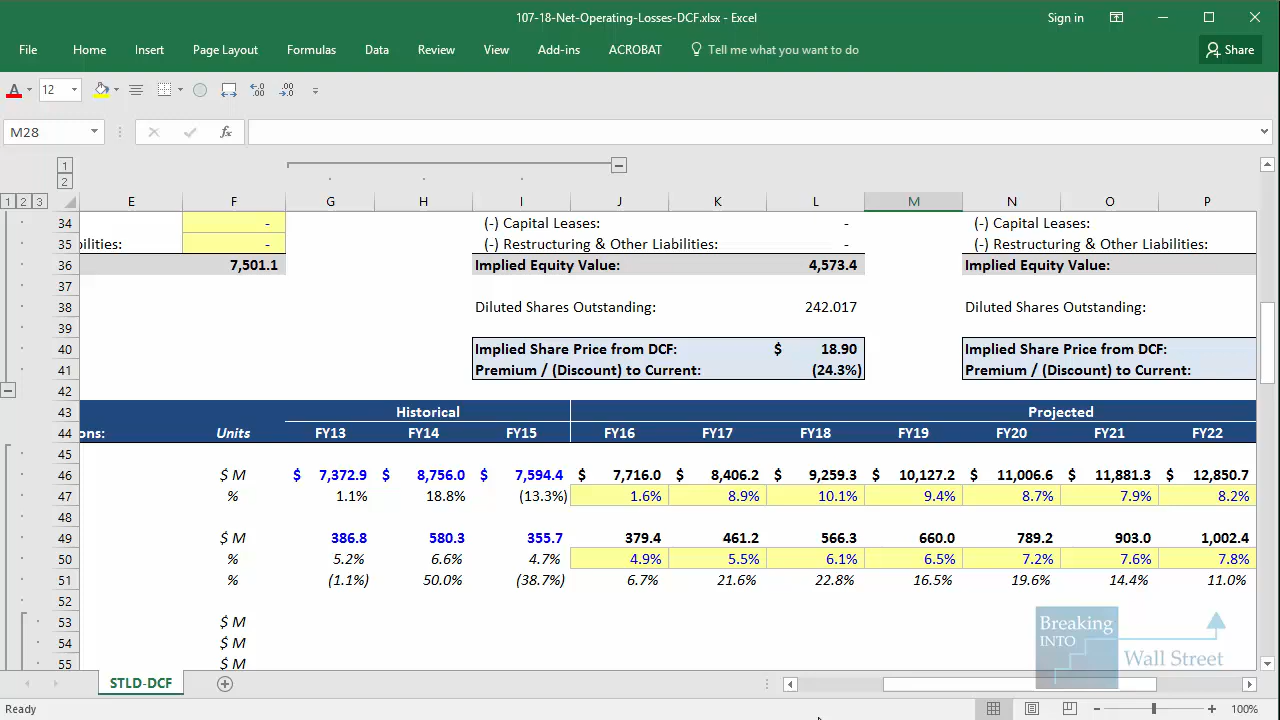 107-18-Net-Operating-Losses-DCF.xlsx - Excel
Sign in
File Home Insert Page Layout Formulas Data Review View Add-ins ACROBAT Tell me what you want to do Share
A 12
M28 fx
1
2
1 2 3 E F G H I J K L M N O P
34 - (-) Capital Leases: - (-) Capital Leases:
35 bilities: - (-) Restructuring & Other Liabilities: - (-) Restructuring & Other Liabilities:
36 7,501.1 Implied Equity Value: 4,573.4 Implied Equity Value:
37
38 Diluted Shares Outstanding: 242.017 Diluted Shares Outstanding:
39
40 Implied Share Price from DCF: $ 18.90 Implied Share Price from DCF:
41 Premium / (Discount) to Current: (24.3%) Premium / (Discount) to Current:
42
43 Historical Projected
44 ons: Units FY13 FY14 FY15 FY16 FY17 FY18 FY19 FY20 FY21 FY22
45
46 $ M $ 7,372.9 $ 8,756.0 $ 7,594.4 $ 7,716.0 $ 8,406.2 $ 9,259.3 $ 10,127.2 $ 11,006.6 $ 11,881.3 $ 12,850.7
47 % 1.1% 18.8% (13.3%) 1.6% 8.9% 10.1% 9.4% 8.7% 7.9% 8.2%
48
49 $ M 386.8 580.3 355.7 379.4 461.2 566.3 660.0 789.2 903.0 1,002.4
50 % 5.2% 6.6% 4.7% 4.9% 5.5% 6.1% 6.5% 7.2% 7.6% 7.8%
51 % (1.1%) 50.0% (38.7%) 6.7% 21.6% 22.8% 16.5% 19.6% 14.4% 11.0%
52
53 $ M
54 $ M
55 $ M
Breaking
INTO
Wall Street
STLD-DCF
Ready 100%